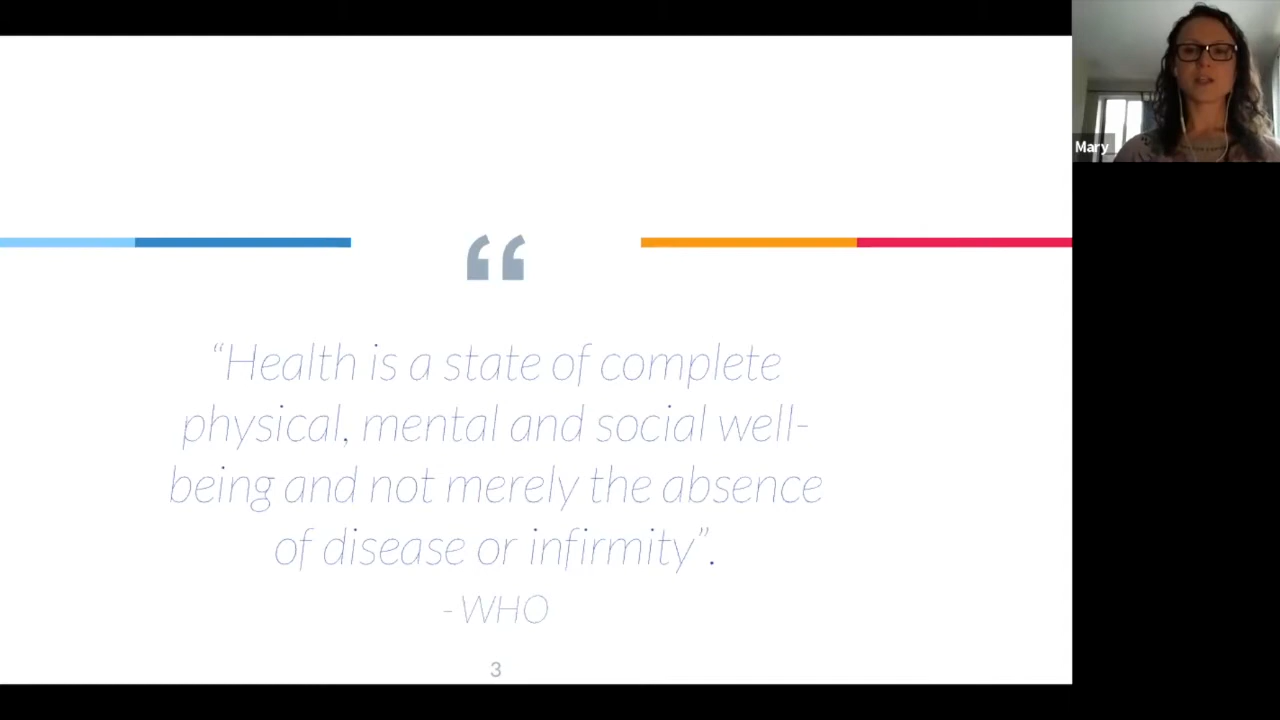 Mary
“
“Health is a state of complete
physical, mental and social well-
being and not merely the absence
of disease or infirmity”.
- WHO
3